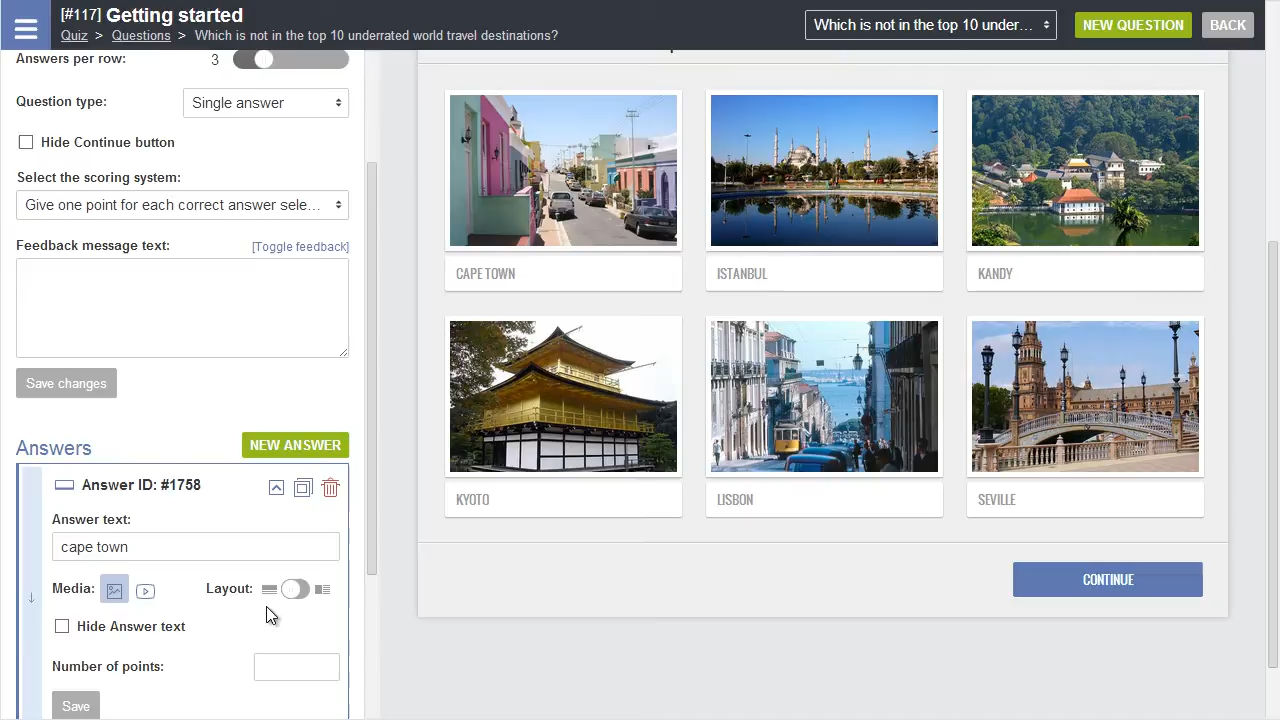 [#117] Getting started
Quiz > Questions > Which is not in the top 10 underrated world travel destinations?
Which is not in the top 10 under...
NEW QUESTION
BACK
Answers per row: 3
Question type: Single answer
Hide Continue button
Select the scoring system:
Give one point for each correct answer sele...
Feedback message text: [Toggle feedback]
Save changes
Answers
NEW ANSWER
Answer ID: #1758
Answer text:
cape town
Media: Layout:
Hide Answer text
Number of points:
Save
CAPE TOWN
ISTANBUL
KANDY
KYOTO
LISBON
SEVILLE
CONTINUE